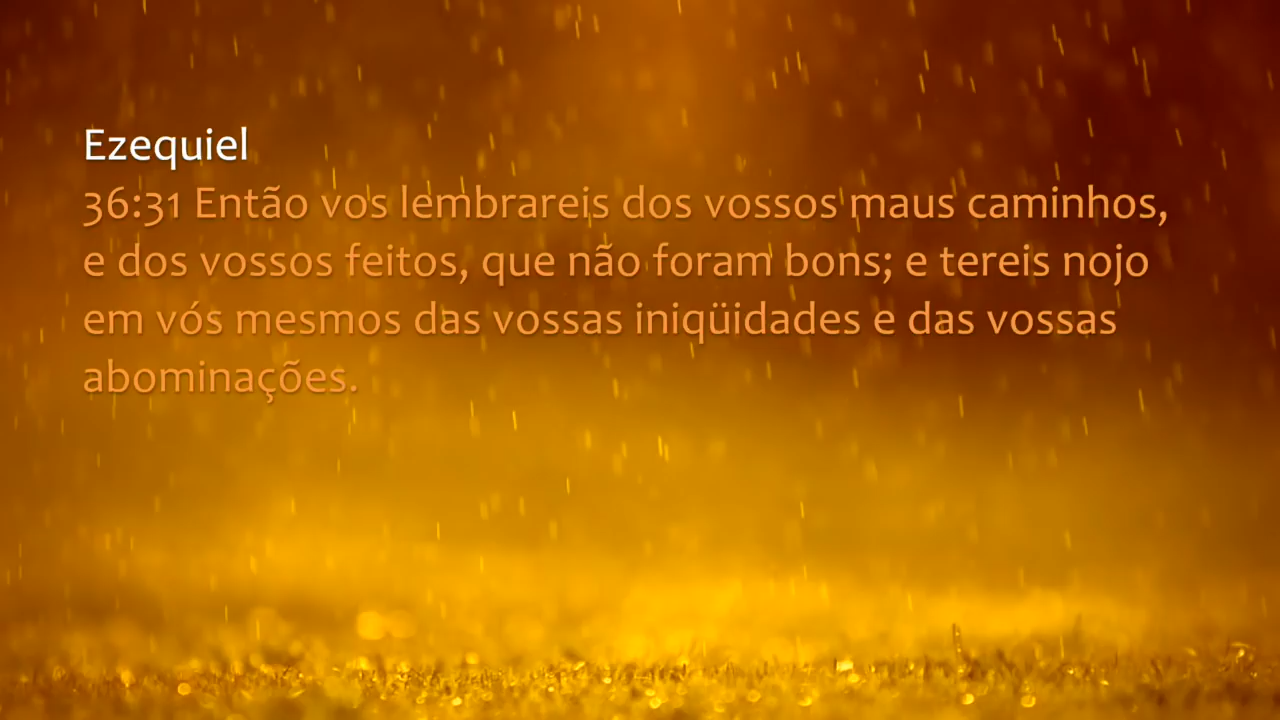 Ezequiel
36:31 Então vos lembrareis dos vossos maus caminhos,
e dos vossos feitos, que não foram bons; e tereis nojo
em vós mesmos das vossas iniqüidades e das vossas
abominações.